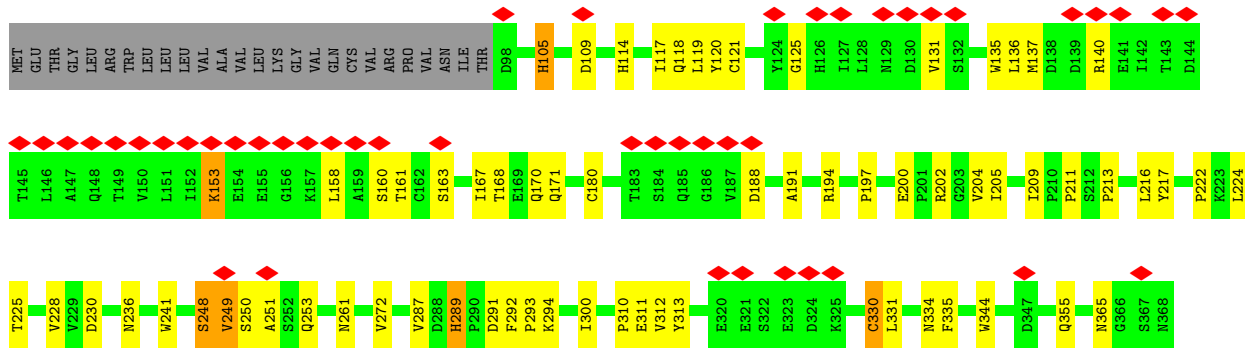 MET GLU THR GLY LEU ARG TRP LEU LEU LEU VAL ALA VAL LEU LYS GLY VAL GLN CYS VAL ARG PRO VAL ASN ILE THR D98 H105 D109 H114 I117 Q118 L119 Y120 C121 Y124 G125 H126 I127 L128 N129 D130 V131 S132 W135 L136 M137 D138 D139 R140 E141 I142 T143 D144
T145 L146 A147 Q148 T149 V150 L151 I152 K153 E154 E155 G156 K157 L158 A159 S160 T161 C162 S163 I167 T168 E169 Q170 Q171 C180 T183 S184 Q185 G186 V187 D188 A191 R194 P197 E200 P201 R202 G203 V204 I205 I209 P210 P211 S212 P213 L216 Y217 P222 K223 L224
T225 V228 V229 D230 N236 W241 S248 V249 S250 A251 S252 Q253 N261 V272 V287 D288 H289 P290 D291 F292 P293 K294 I300 P310 E311 V312 Y313 E320 E321 S322 E323 D324 K325 C330 L331 N334 F335 W344 D347 Q355 N365 G366 S367 N368